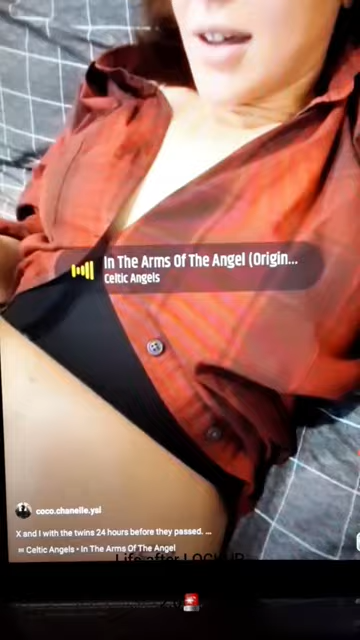 In The Arms Of The Angel (Origin...
Celtic Angels
coco.chanelle.ysl
X and I with the twins 24 hours before they passed. ...
Celtic Angels • In The Arms Of The Angel
Life after LOCKUP